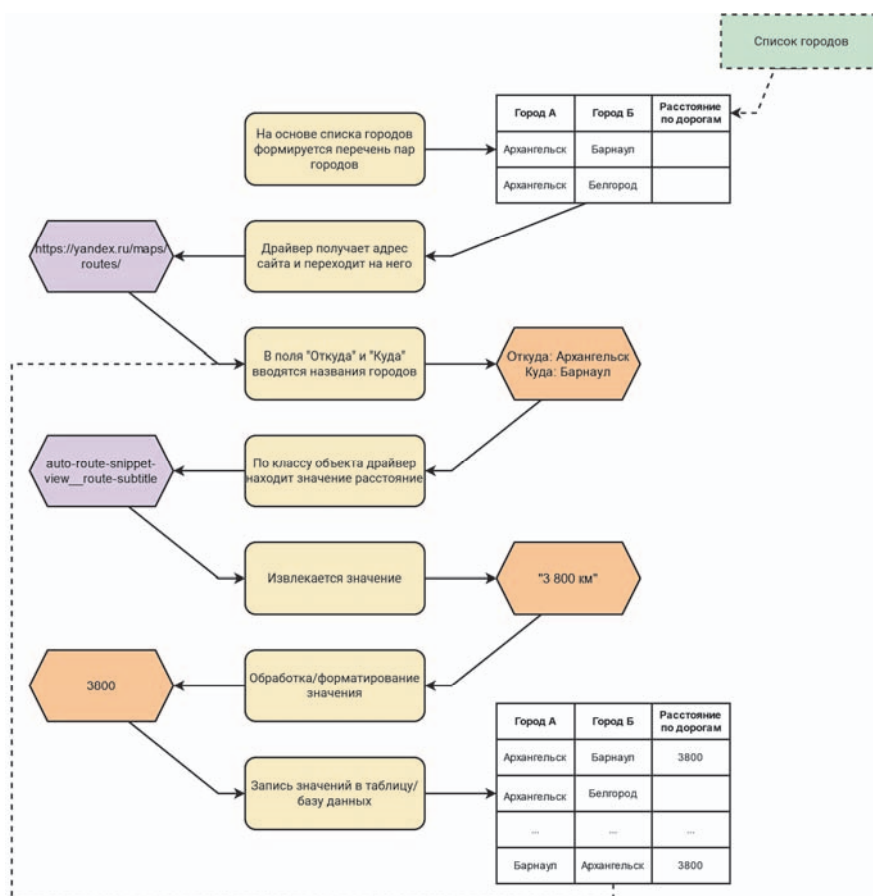 Список городов
Город А Город Б Расстояние
по дорогам
Архангельск Барнаул
Архангельск Белгород
На основе списка городов
формируется перечень пар
городов
https://yandex.ru/maps/
routes/
Драйвер получает адрес
сайта и переходит на него
В поля "Откуда" и "Куда"
вводятся названия городов
Откуда: Архангельск
Куда: Барнаул
auto-route-snippet-
view__route-subtitle
По классу объекта драйвер
находит значение расстояние
Извлекается значение
"3 800 км"
3800
Обработка/форматирование
значения
Запись значений в таблицу/
базу данных
Город А Город Б Расстояние
по дорогам
Архангельск Барнаул 3800
Архангельск Белгород
... ... ...
Барнаул Архангельск 3800